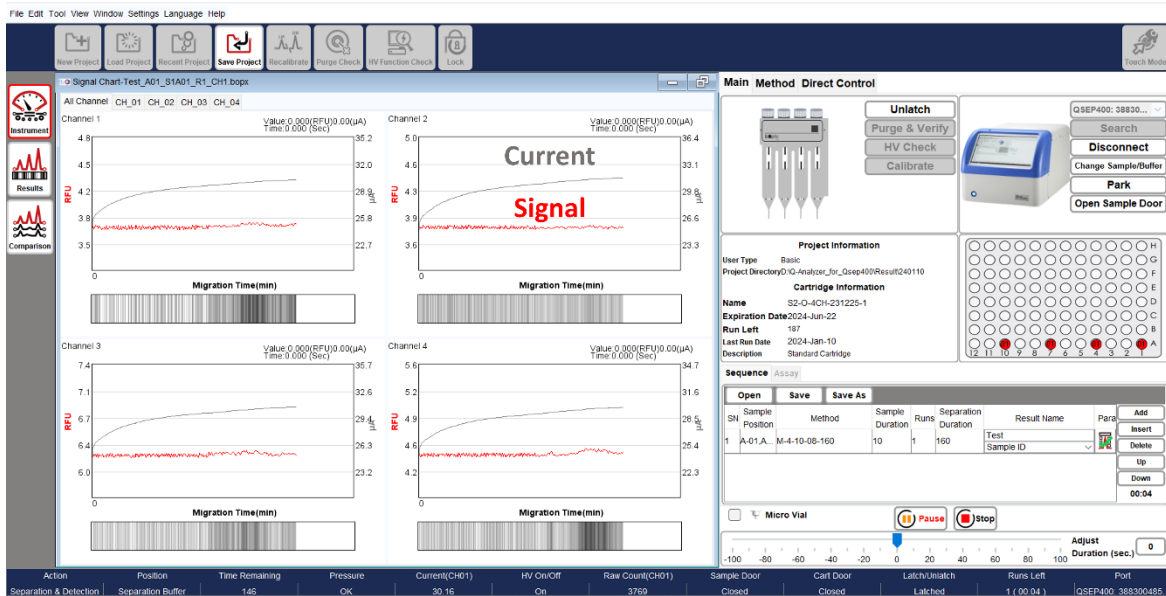 File Edit Tool View Window Settings Language Help
New Project Load Project Recent Project Save Project Recalibrate Purge Check HV Function Check Lock Touch Mode
Instrument
Results
Comparison
Signal Chart-Test_A01_S1A01_R1_CH1.bopx
All Channel CH_01 CH_02 CH_03 CH_04
Channel 1
Value:0.000(RFU)0.00(µA)
Time:0.000 (Sec)
4.8 35.2
4.5 32.0
4.2 28.9
3.8 25.8
3.5 22.7
RFU
µA
0
Migration Time(min)
Channel 2
Value:0.000(RFU)0.00(µA)
Time:0.000 (Sec)
5.0 36.4
4.6 33.1
4.3 29.8
3.9 26.6
3.6 23.3
RFU
µA
Current
Signal
0
Migration Time(min)
Channel 3
Value:0.000(RFU)0.00(µA)
Time:0.000 (Sec)
7.4 35.7
7.1 32.6
6.7 29.4
6.4 26.3
6.0 23.2
RFU
µA
0
Migration Time(min)
Channel 4
Value:0.000(RFU)0.00(µA)
Time:0.000 (Sec)
5.6 34.7
5.2 31.6
4.9 28.5
4.5 25.4
4.2 22.3
RFU
µA
0
Migration Time(min)
Main Method Direct Control
Unlatch
Purge & Verify
HV Check
Calibrate
QSEP400: 38830...
Search
Disconnect
Change Sample/Buffer
Park
Open Sample Door
Project Information
User Type Basic
Project Directory D:\Q-Analyzer_for_Qsep400\Result\240110
Cartridge Information
Name S2-O-4CH-231225-1
Expiration Date 2024-Jun-22
Run Left 187
Last Run Date 2024-Jan-10
Description Standard Cartridge
H
G
F
E
D
C
B
A
12 11 10 9 8 7 6 5 4 3 2 1
Sequence Assay
Open Save Save As
SN Sample Position Method Sample Duration Runs Separation Duration Result Name Para
1 A-01,A... M-4-10-08-160 10 1 160 Test
Sample ID
Add
Insert
Delete
Up
Down
00:04
Micro Vial
Pause Stop
-100 -80 -60 -40 -20 0 20 40 60 80 100
Adjust
Duration (sec.) 0
Action Position Time Remaining Pressure Current(CH01) HV On/Off Raw Count(CH01) Sample Door Cart Door Latch/Unlatch Runs Left Port
Separation & Detection Separation Buffer 146 OK 30.16 On 3769 Closed Closed Latched 1 ( 00:04 ) QSEP400: 388300485